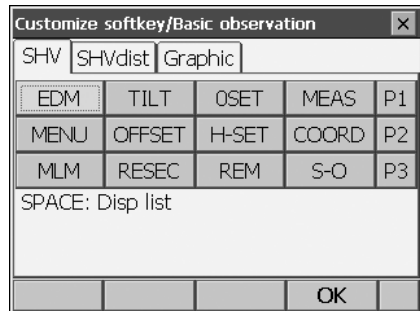 Customize softkey/Basic observation ×
SHV SHVdist Graphic
EDM TILT 0SET MEAS P1
MENU OFFSET H-SET COORD P2
MLM RESEC REM S-O P3
SPACE: Disp list
OK